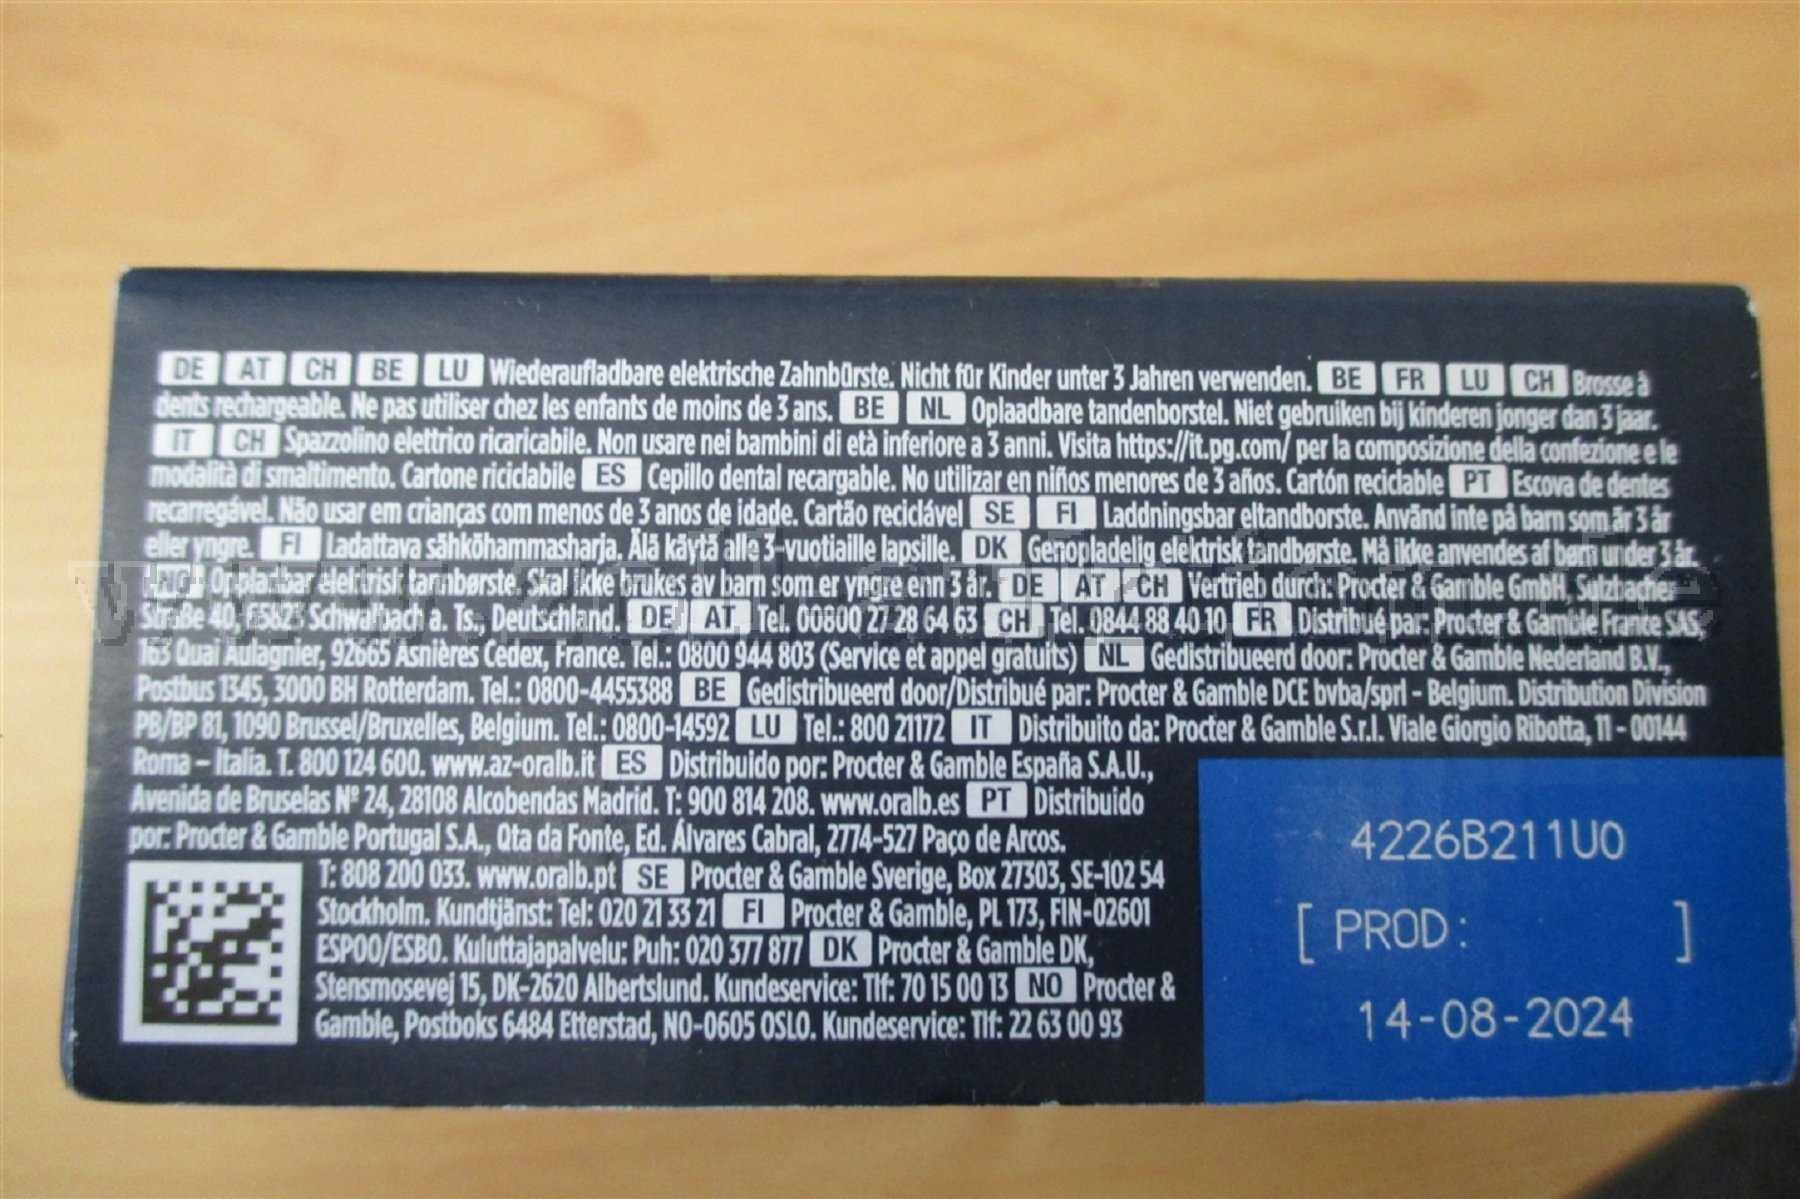 DE AT CH BE LU Wiederaufladbare elektrische Zahnbürste. Nicht für Kinder unter 3 Jahren verwenden. BE FR LU CH Brosse à
dents rechargeable. Ne pas utiliser chez les enfants de moins de 3 ans. BE NL Oplaadbare tandenborstel. Niet gebruiken bij kinderen jonger dan 3 jaar.
IT CH Spazzolino elettrico ricaricabile. Non usare nei bambini di età inferiore a 3 anni. Visita https://it.pg.com/ per la composizione della confezione e le
modalità di smaltimento. Cartone riciclabile ES Cepillo dental recargable. No utilizar en niños menores de 3 años. Cartón reciclable PT Escova de dentes
recarregável. Não usar em crianças com menos de 3 anos de idade. Cartão reciclável SE FI Laddningsbar eltandborste. Använd inte på barn som är 3 år
eller yngre. FI Ladattava sähköhammasharja. Älä käytä alle 3-vuotiaille lapsille. DK Genopladelig elektrisk tandbørste. Må ikke anvendes af børn under 3 år.
NO Oppladbar elektrisk tannbørste. Skal ikke brukes av barn som er yngre enn 3 år. DE AT CH Vertrieb durch: Procter & Gamble GmbH, Sulzbacher
Straße 40, 65823 Schwalbach a. Ts., Deutschland. DE AT Tel. 00800 27 28 64 63 CH Tel. 0844 88 40 10 FR Distribué par: Procter & Gamble France SAS,
163 Quai Aulagnier, 92665 Asnières Cedex, France. Tel.: 0800 944 803 (Service et appel gratuits) NL Gedistribueerd door: Procter & Gamble Nederland B.V.,
Postbus 1345, 3000 BH Rotterdam. Tel.: 0800-4455388 BE Gedistribueerd door/Distribué par: Procter & Gamble DCE bvba/sprl - Belgium. Distribution Division
PB/BP 81, 1090 Brussel/Bruxelles, Belgium. Tel.: 0800-14592 LU Tel.: 800 21172 IT Distribuito da: Procter & Gamble S.r.l. Viale Giorgio Ribotta, 11 - 00144
Roma – Italia. T. 800 124 600. www.az-oralb.it ES Distribuido por: Procter & Gamble España S.A.U.,
Avenida de Bruselas Nº 24, 28108 Alcobendas Madrid. T: 900 814 208. www.oralb.es PT Distribuido
por: Procter & Gamble Portugal S.A., Qta da Fonte, Ed. Álvares Cabral, 2774-527 Paço de Arcos.
T: 808 200 033. www.oralb.pt SE Procter & Gamble Sverige, Box 27303, SE-102 54
Stockholm. Kundtjänst: Tel: 020 21 33 21 FI Procter & Gamble, PL 173, FIN-02601
ESPOO/ESBO. Kuluttajapalvelu: Puh: 020 377 877 DK Procter & Gamble DK,
Stensmosevej 15, DK-2620 Albertslund. Kundeservice: Tlf: 70 15 00 13 NO Procter &
Gamble, Postboks 6484 Etterstad, NO-0605 OSLO. Kundeservice: Tlf: 22 63 00 93
4226B211U0
[ PROD: ]
14-08-2024